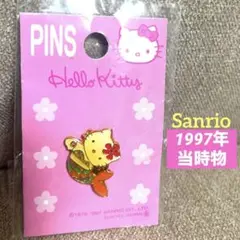 PINS
Hello Kitty
Sanrio
1997年
当時物